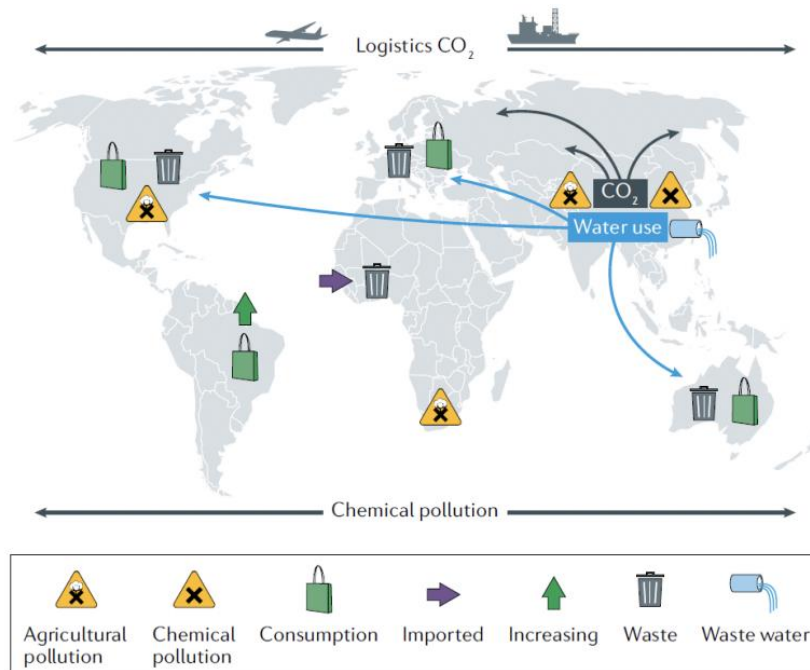 Logistics CO₂
CO₂
Water use
Chemical pollution
Agricultural
pollution
Chemical
pollution
Consumption
Imported
Increasing
Waste
Waste water